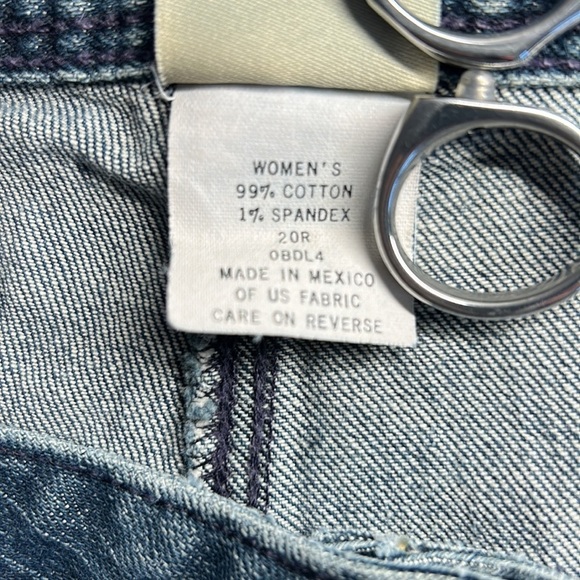 WOMEN'S
99% COTTON
1% SPANDEX
20R
0BDL4
MADE IN MEXICO
OF US FABRIC
CARE ON REVERSE